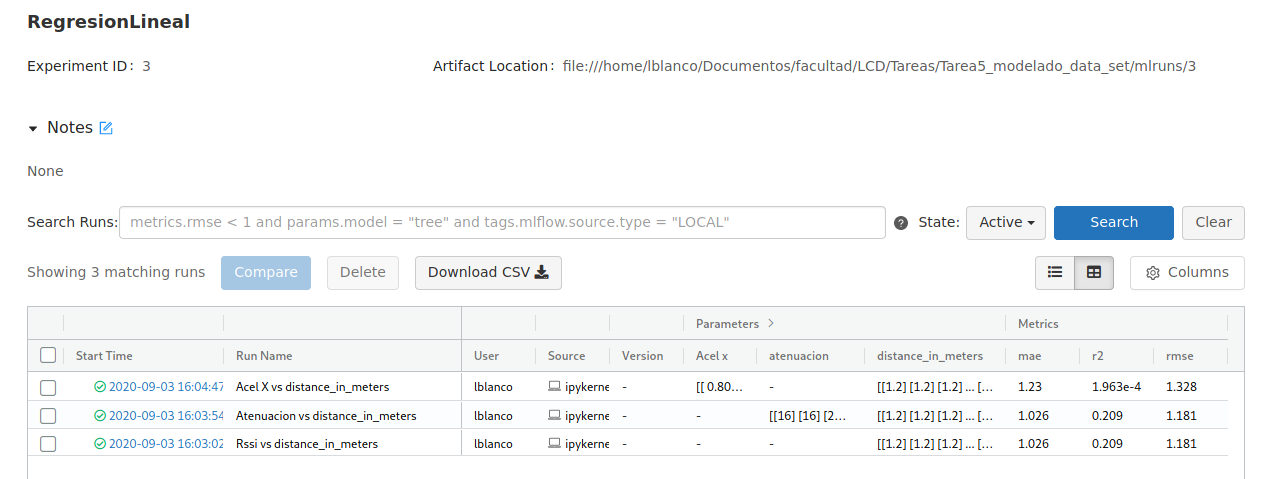 RegresionLineal
Experiment ID: 3 Artifact Location: file:///home/lblanco/Documentos/facultad/LCD/Tareas/Tarea5_modelado_data_set/mlruns/3
Notes
None
Search Runs: metrics.rmse < 1 and params.model = "tree" and tags.mlflow.source.type = "LOCAL" ? State: Active Search Clear
Showing 3 matching runs Compare Delete Download CSV Columns
Parameters > Metrics
Start Time Run Name User Source Version Acel x atenuacion distance_in_meters mae r2 rmse
2020-09-03 16:04:47 Acel X vs distance_in_meters lblanco ipykerne - [[ 0.80... - [[1.2] [1.2] [1.2] ... [... 1.23 1.963e-4 1.328
2020-09-03 16:03:54 Atenuacion vs distance_in_meters lblanco ipykerne - - [[16] [16] [2... [[1.2] [1.2] [1.2] ... [... 1.026 0.209 1.181
2020-09-03 16:03:02 Rssi vs distance_in_meters lblanco ipykerne - - - [[1.2] [1.2] [1.2] ... [... 1.026 0.209 1.181